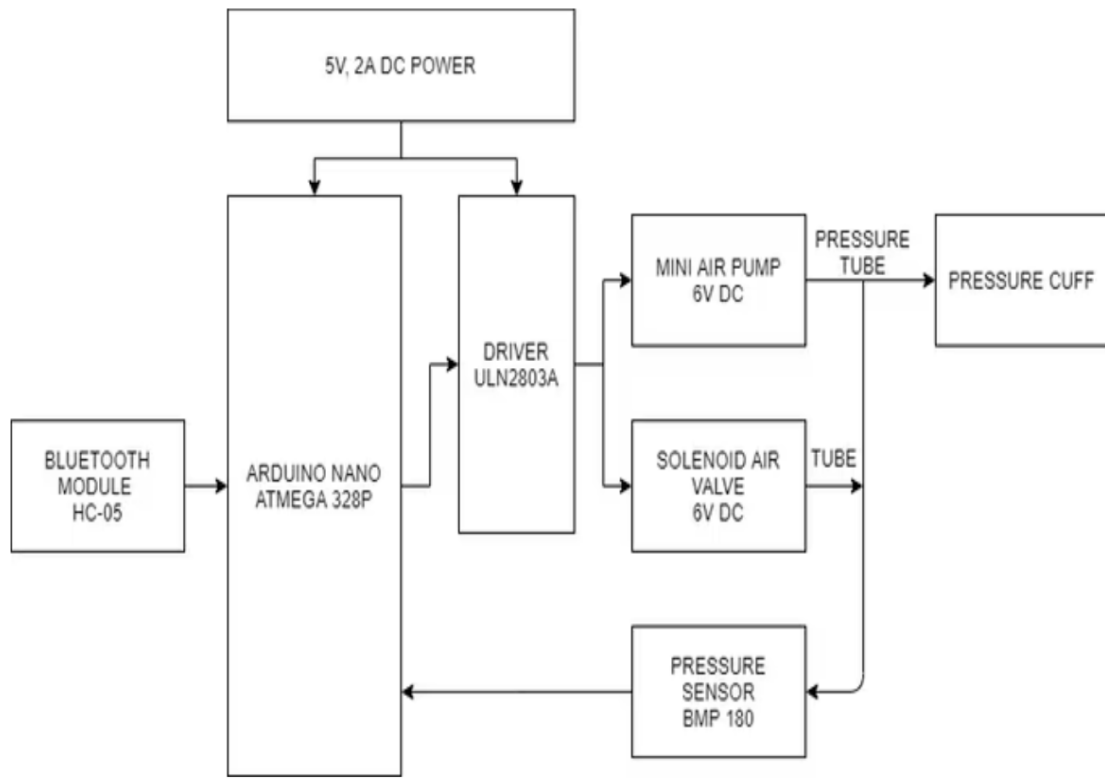 5V, 2A DC POWER
MINI AIR PUMP
6V DC
PRESSURE
TUBE
PRESSURE CUFF
DRIVER
ULN2803A
BLUETOOTH
MODULE
HC-05
ARDUINO NANO
ATMEGA 328P
SOLENOID AIR
VALVE
6V DC
TUBE
PRESSURE
SENSOR
BMP 180